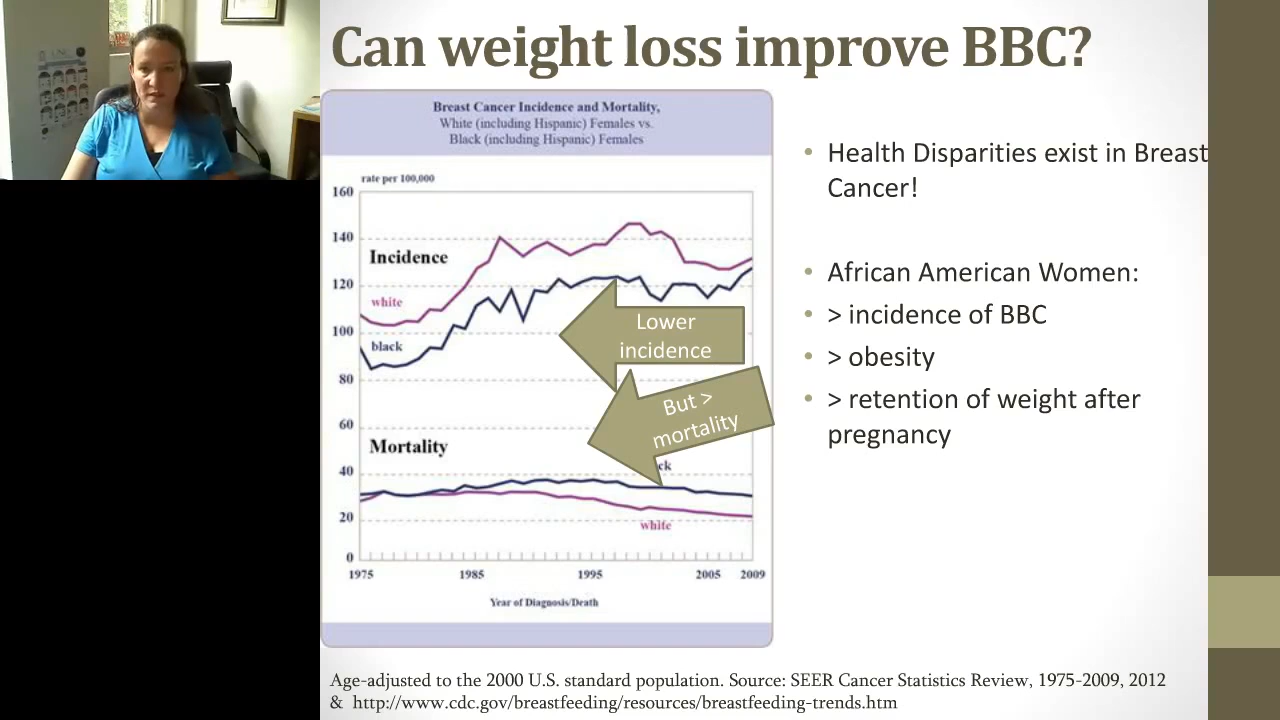 Can weight loss improve BBC?
Breast Cancer Incidence and Mortality,
White (including Hispanic) Females vs.
Black (including Hispanic) Females
rate per 100,000
160
140
120
100
80
60
40
20
0
Incidence
white
black
Lower
incidence
But >
mortality
Mortality
ck
white
1975 1985 1995 2005 2009
Year of Diagnosis/Death
• Health Disparities exist in Breast
Cancer!
• African American Women:
• > incidence of BBC
• > obesity
• > retention of weight after
pregnancy
Age-adjusted to the 2000 U.S. standard population. Source: SEER Cancer Statistics Review, 1975-2009, 2012
& http://www.cdc.gov/breastfeeding/resources/breastfeeding-trends.htm